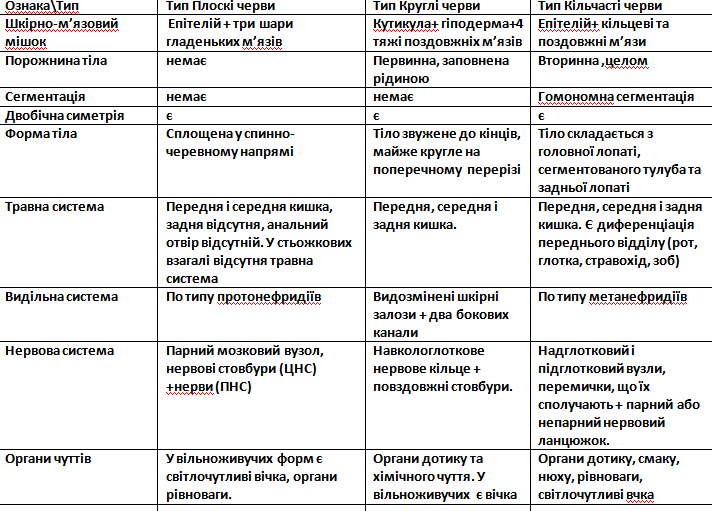 Ознака\Тип
Тип Плоскі черви
Тип Круглі черви
Тип Кільчасті черви
Шкірно-м’язовий
мішок
Епітелій + три шари
гладеньких м’язів
Кутикула+ гіподерма+4
тяжі поздовжніх м’язів
Епітелій+ кільцеві та
поздовжні м’язи
Порожнина тіла
немає
Первинна, заповнена
рідиною
Вторинна ,целом
Сегментація
немає
немає
Гомономна сегментація
Двобічна симетрія
є
є
є
Форма тіла
Сплощена у спинно-
черевному напрямі
Тіло звужене до кінців,
майже кругле на
поперечному перерізі
Тіло складається з
головної лопаті,
сегментованого тулуба та
задньої лопаті
Травна система
Передня і середня кишка,
задня відсутня, анальний
отвір відсутній. У стьожкових
взагалі відсутня травна
система
Передня, середня і
задня кишка.
Передня, середня і задня
кишка. Є диференціація
переднього відділу (рот,
глотка, стравохід, зоб)
Видільна система
По типу протонефридіїв
Видозмінені шкірні
залози + два бокових
канали
По типу метанефридіїв
Нервова система
Парний мозковий вузол,
нервові стовбури (ЦНС)
+нерви (ПНС)
Навкологлоткове
нервове кільце +
повздовжні стовбури.
Надглотковий і
підглотковий вузли,
перемички, що їх
сполучають + парний або
непарний нервовий
ланцюжок.
Органи чуттів
У вільноживучих форм є
світлочутливі вічка, органи
рівноваги.
Органи дотику та
хімічного чуття. У
вільноживучих є вічка
Органи дотику, смаку,
нюху, рівноваги,
світлочутливі вчка